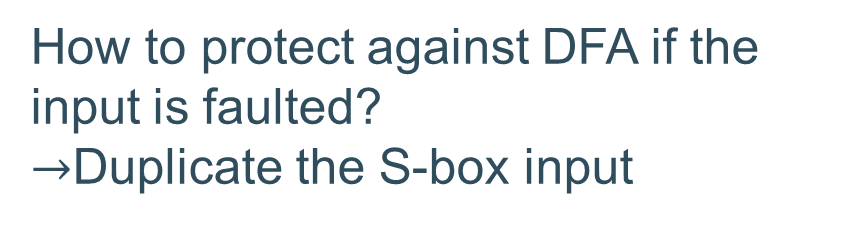 How to protect against DFA if the
input is faulted?
→Duplicate the S-box input